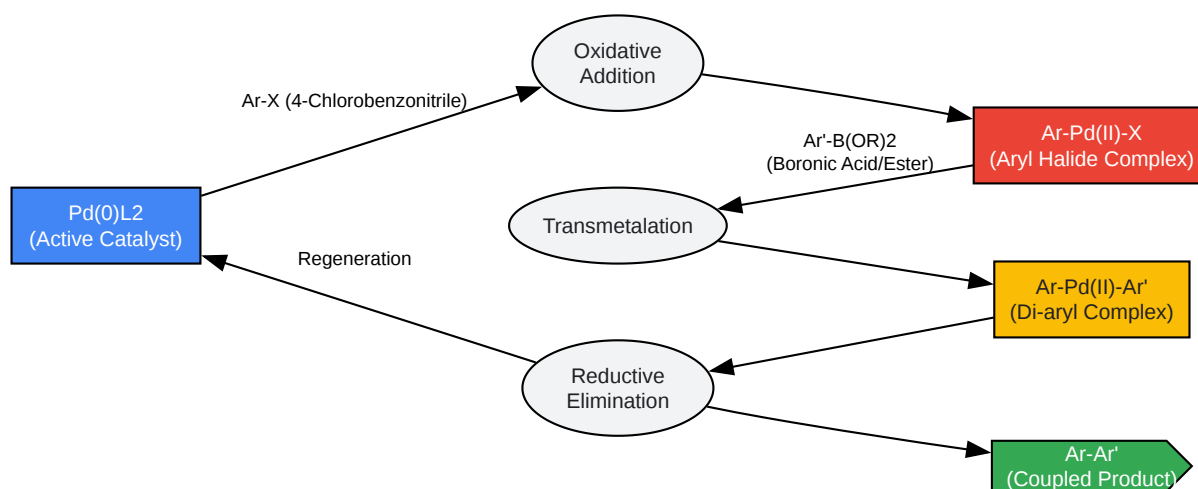 Oxidative
Addition
Ar-X (4-Chlorobenzonitrile)
Ar-Pd(II)-X
(Aryl Halide Complex)
Ar'-B(OR)2
(Boronic Acid/Ester)
Pd(0)L2
(Active Catalyst)
Transmetalation
Regeneration
Ar-Pd(II)-Ar'
(Di-aryl Complex)
Reductive
Elimination
Ar-Ar'
(Coupled Product)